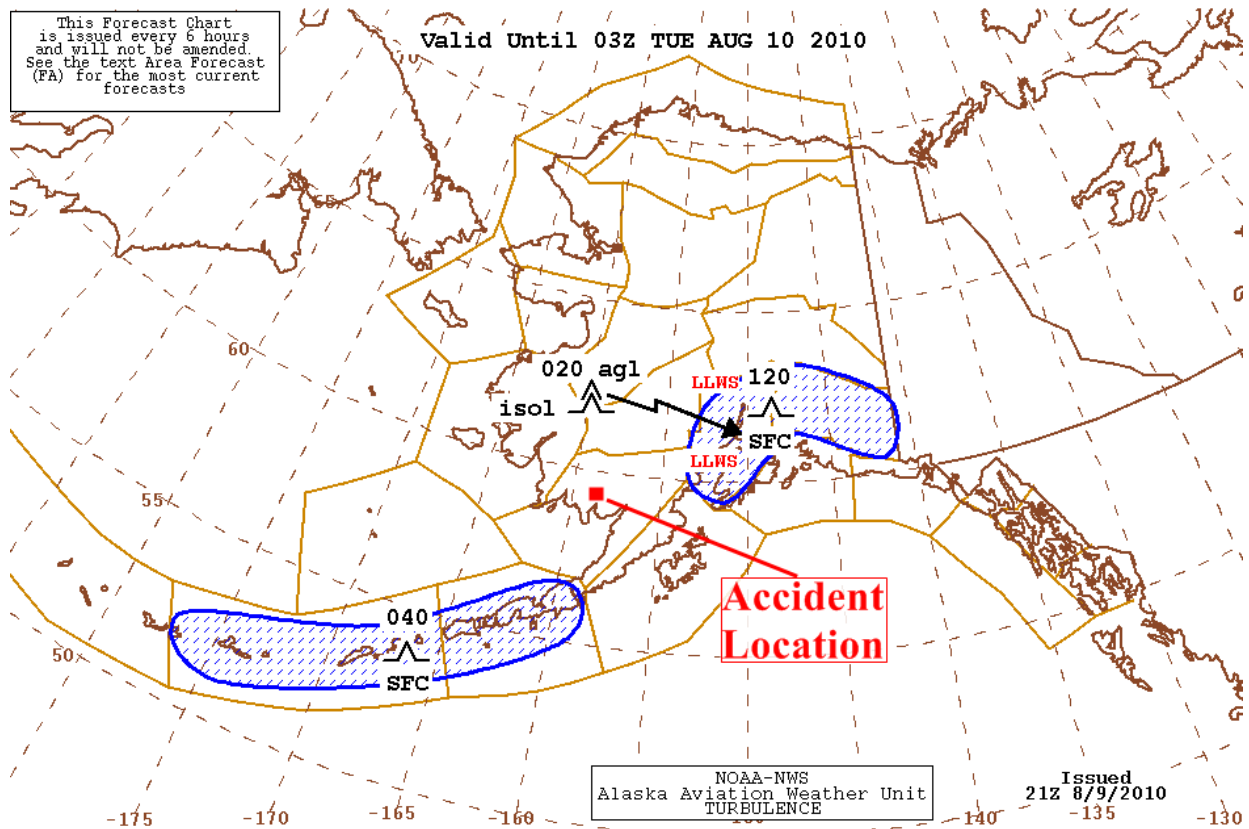 This Forecast Chart
is issued every 6 hours
and will not be amended.
See the text Area Forecast
(FA) for the most current
forecasts
Valid Until 03Z TUE AUG 10 2010
70
65
60
020 agl
isol
LLWS
120
SFC
LLWS
55
Accident
Location
040
SFC
50
NOAA-NWS
Alaska Aviation Weather Unit
TURBULENCE
Issued
21Z 8/9/2010
-175
-170
-165
-160
-140
-135
-130